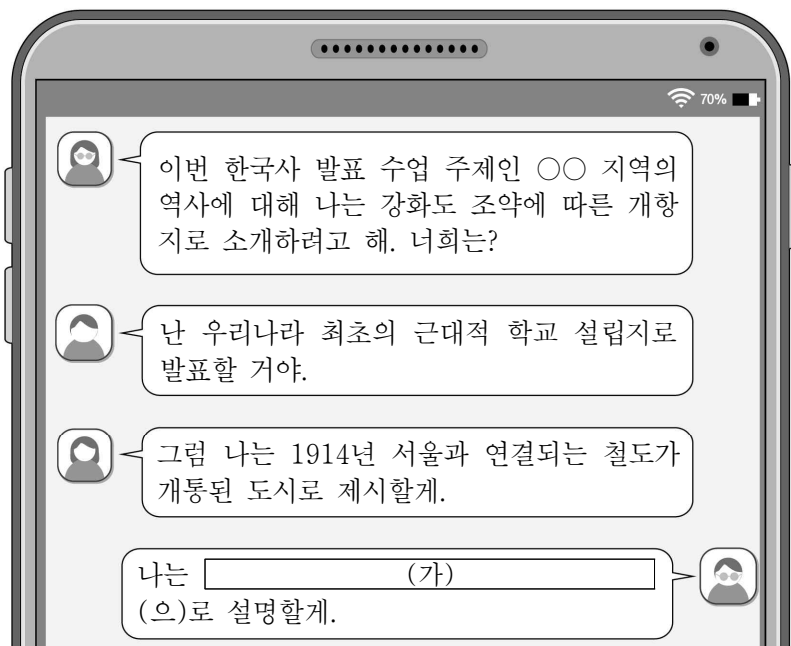 70%
이번 한국사 발표 수업 주제인 ○○ 지역의
역사에 대해 나는 강화도 조약에 따른 개항
지로 소개하려고 해. 너희는?
난 우리나라 최초의 근대적 학교 설립지로
발표할 거야.
그럼 나는 1914년 서울과 연결되는 철도가
개통된 도시로 제시할게.
나는 (가)
(으)로 설명할게.